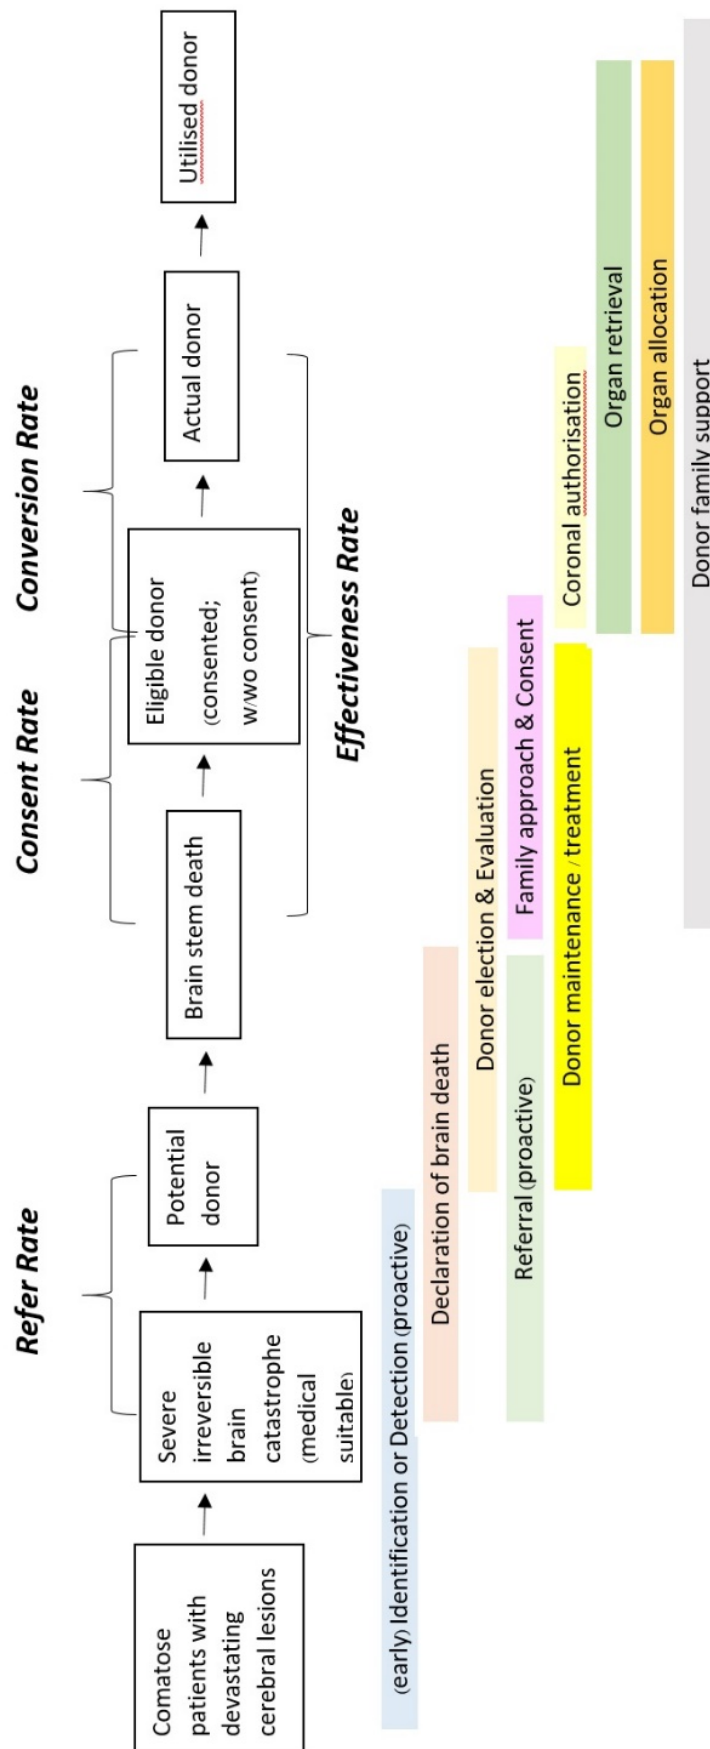 Refer Rate
Consent Rate
Conversion Rate
Comatose
patients with
devastating
cerebral lesions
Severe
irreversible
brain
catastrophe
(medical
suitable)
Potential
donor
Brain stem death
Eligible donor
(consented;
w/wo consent)
Actual donor
Utilised donor
Effectiveness Rate
(early) Identification or Detection (proactive)
Declaration of brain death
Donor election & Evaluation
Referral (proactive)
Family approach & Consent
Donor maintenance / treatment
Coronal authorisation
Organ retrieval
Organ allocation
Donor family support